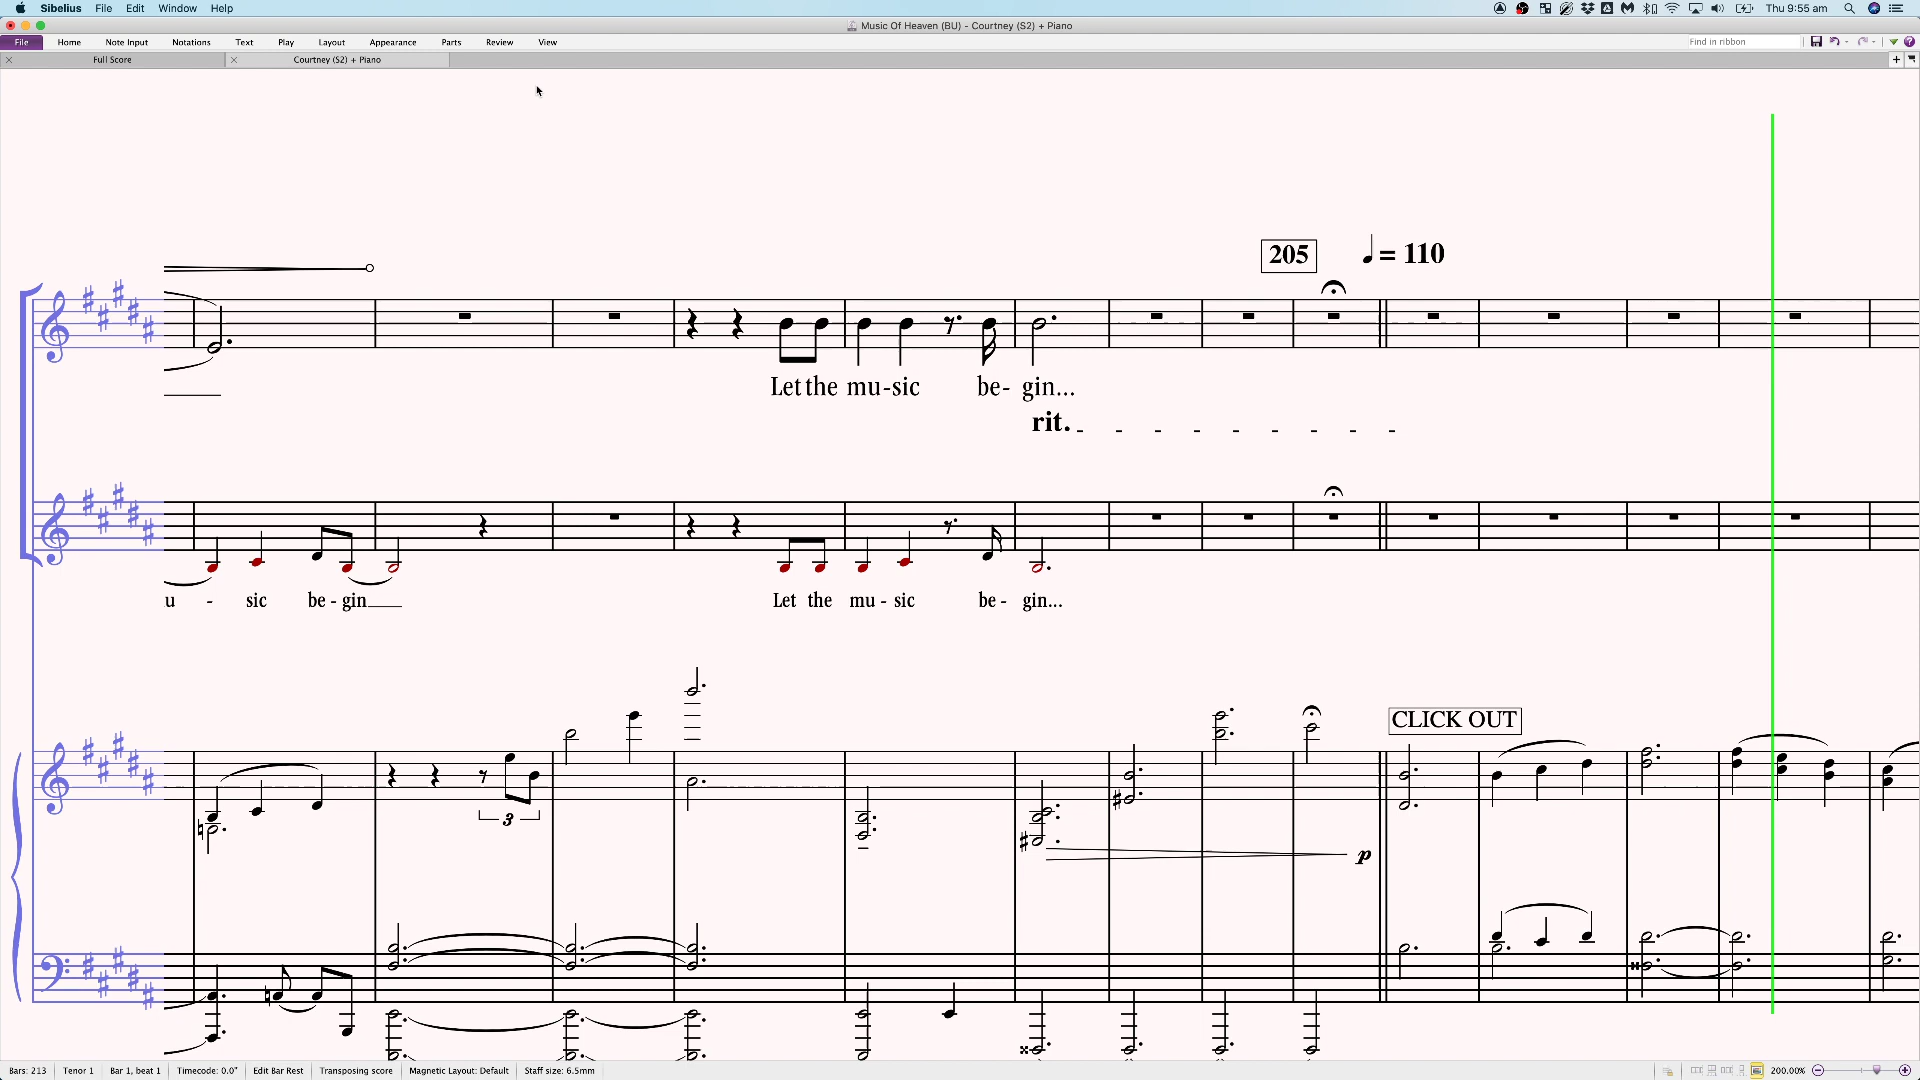 Sibelius File Edit Window Help Thu 9:55 am
Music Of Heaven (BU) - Courtney (S2) + Piano
File Home Note Input Notations Text Play Layout Appearance Parts Review View Find in ribbon
Full Score Courtney (S2) + Piano
205 = 110
Let the mu-sic be- gin...
rit.
u - sic be-gin Let the mu-sic be- gin...
CLICK OUT
3
p
Bars: 213 Tenor 1 Bar 1, beat 1 Timecode: 0.0" Edit Bar Rest Transposing score Magnetic Layout: Default Staff size: 6.5mm 200.00%